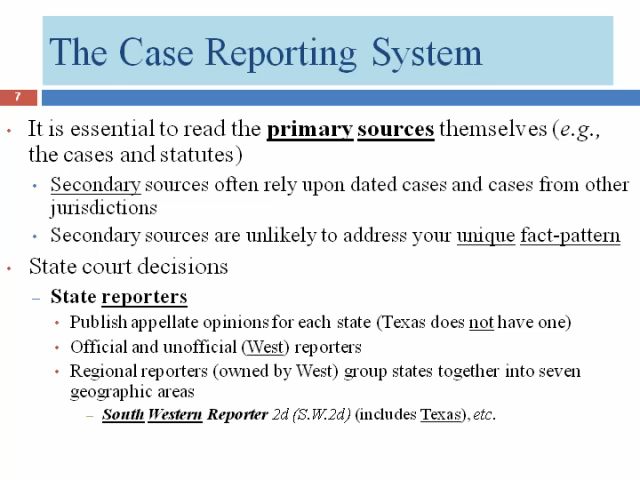 The Case Reporting System
7
• It is essential to read the primary sources themselves (e.g.,
the cases and statutes)
• Secondary sources often rely upon dated cases and cases from other
jurisdictions
• Secondary sources are unlikely to address your unique fact-pattern
• State court decisions
– State reporters
• Publish appellate opinions for each state (Texas does not have one)
• Official and unofficial (West) reporters
• Regional reporters (owned by West) group states together into seven
geographic areas
– South Western Reporter 2d (S.W.2d) (includes Texas), etc.